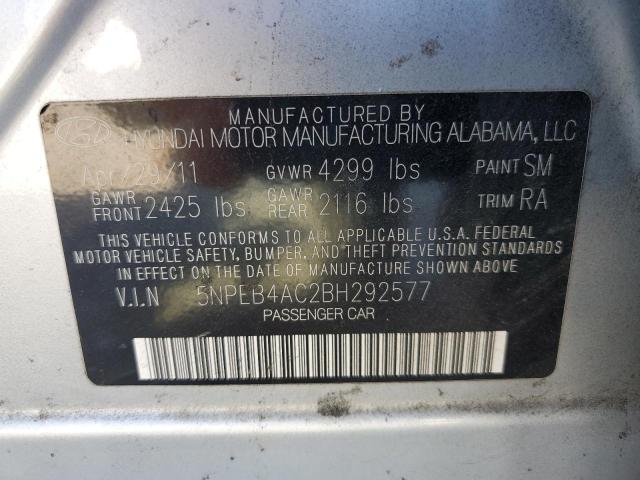 MANUFACTURED BY
HYUNDAI MOTOR MANUFACTURING ALABAMA, LLC
Apr/29/11 GVWR 4299 lbs PAINT SM
GAWR FRONT 2425 lbs GAWR REAR 2116 lbs TRIM RA
THIS VEHICLE CONFORMS TO ALL APPLICABLE U.S.A. FEDERAL
MOTOR VEHICLE SAFETY, BUMPER, AND THEFT PREVENTION STANDARDS
IN EFFECT ON THE DATE OF MANUFACTURE SHOWN ABOVE
V.I.N 5NPEB4AC2BH292577
PASSENGER CAR